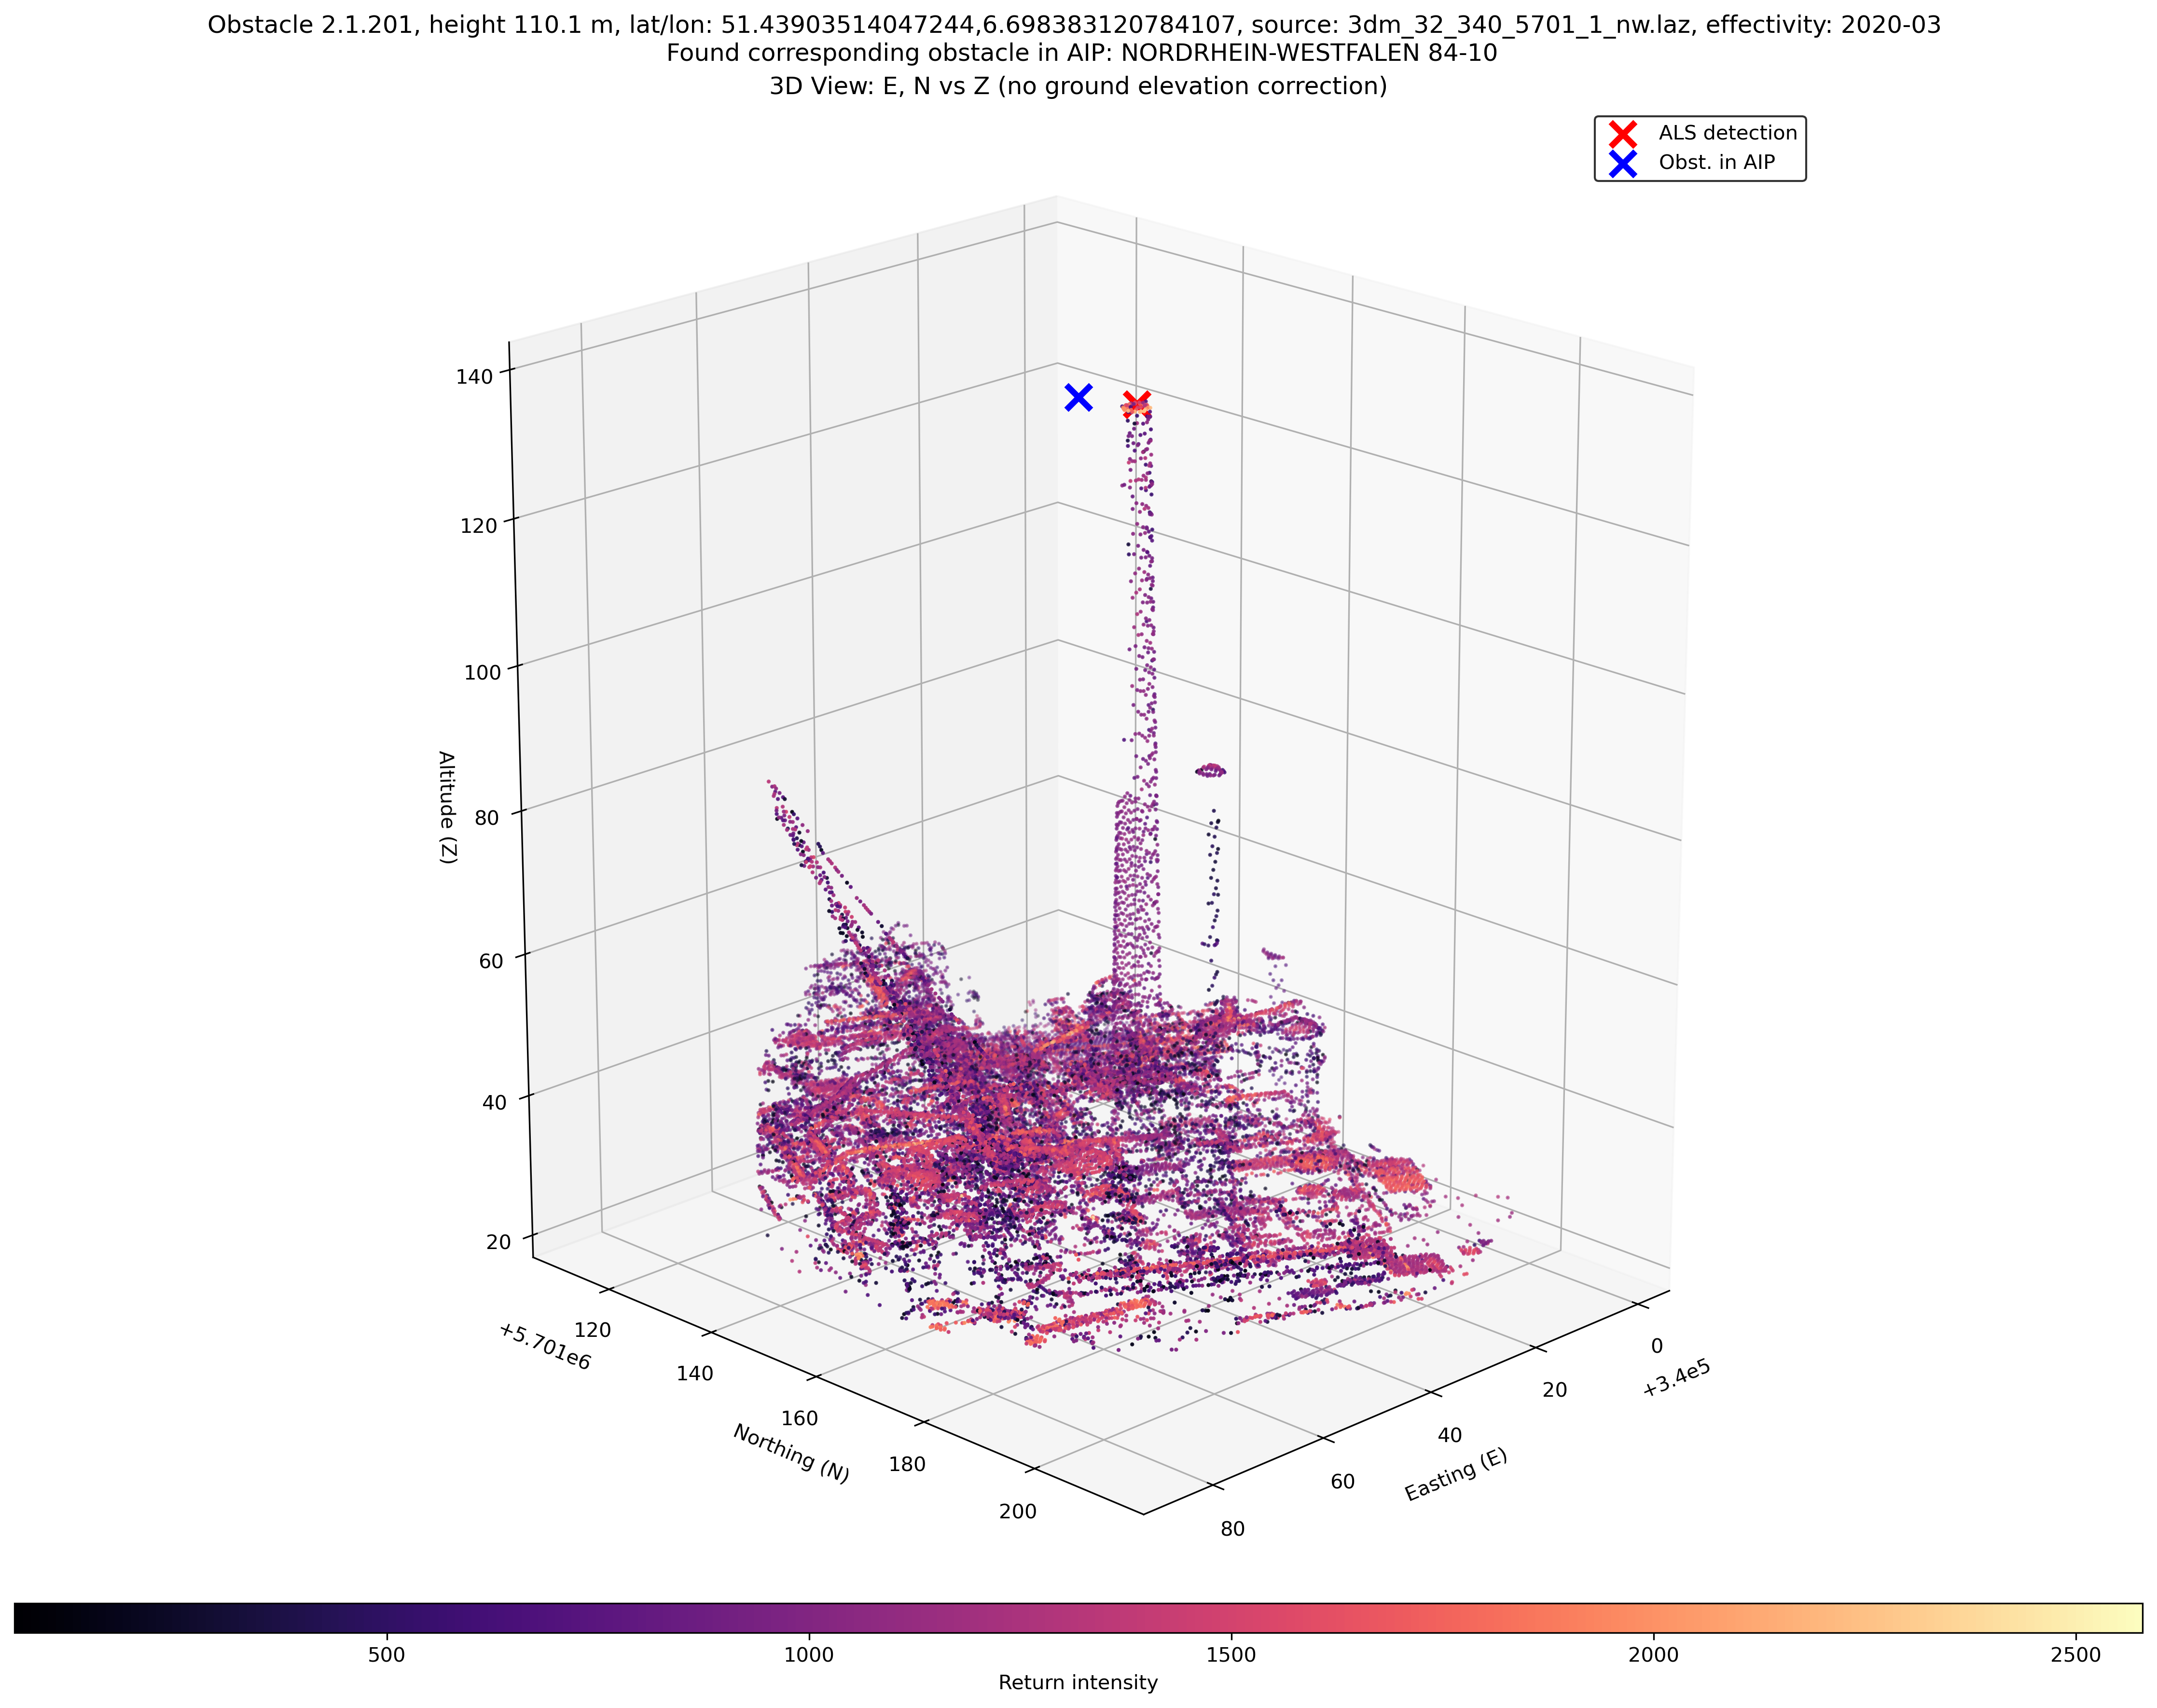 Obstacle 2.1.201, height 110.1 m, lat/lon: 51.43903514047244,6.698383120784107, source: 3dm_32_340_5701_1_nw.laz, effectivity: 2020-03
Found corresponding obstacle in AIP: NORDRHEIN-WESTFALEN 84-10
3D View: E, N vs Z (no ground elevation correction)
ALS detection
Obst. in AIP
140
120
100
80
60
40
20
Altitude (Z)
+5.701e6
120
140
160
180
200
Northing (N)
0
20
40
60
80
+3.4e5
Easting (E)
500
1000
1500
2000
2500
Return intensity